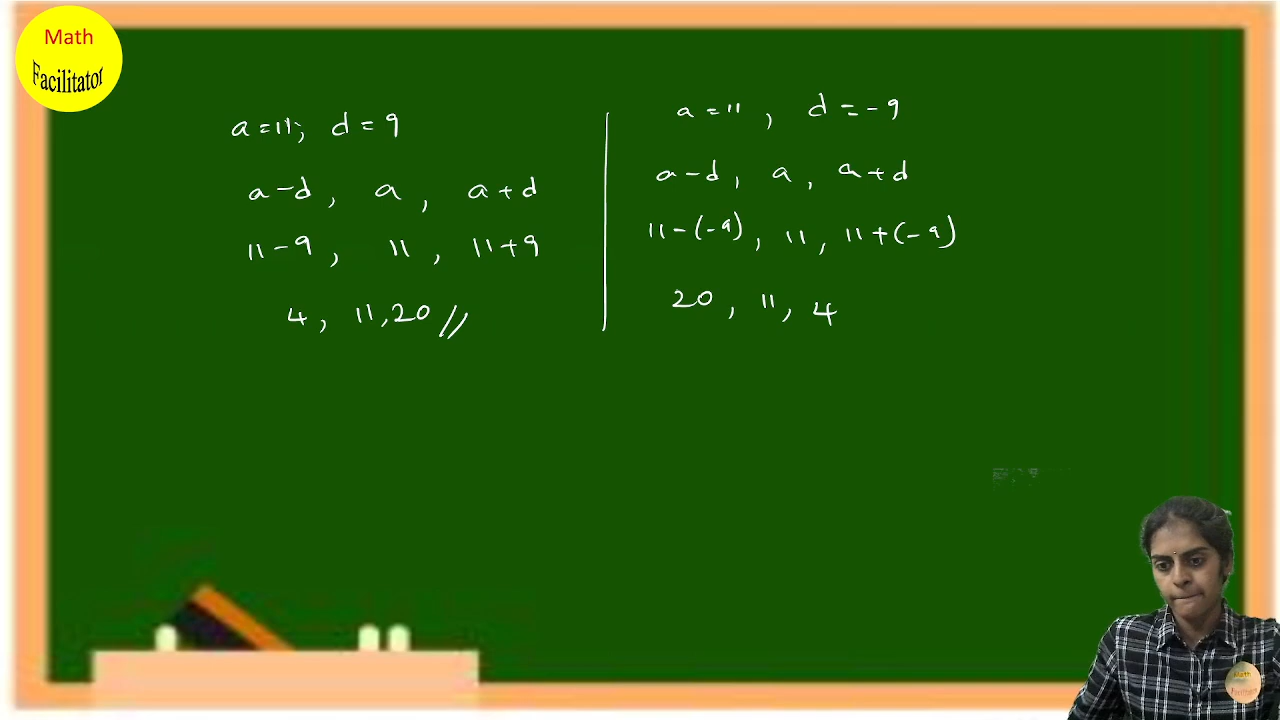 Math
Facilitator
a = 11; d = 9
a - d, a, a + d
11 - 9, 11, 11 + 9
4, 11, 20 //
a = 11, d = - 9
a - d, a, a + d
11 - (-9), 11, 11 + (-9)
20, 11, 4
Math